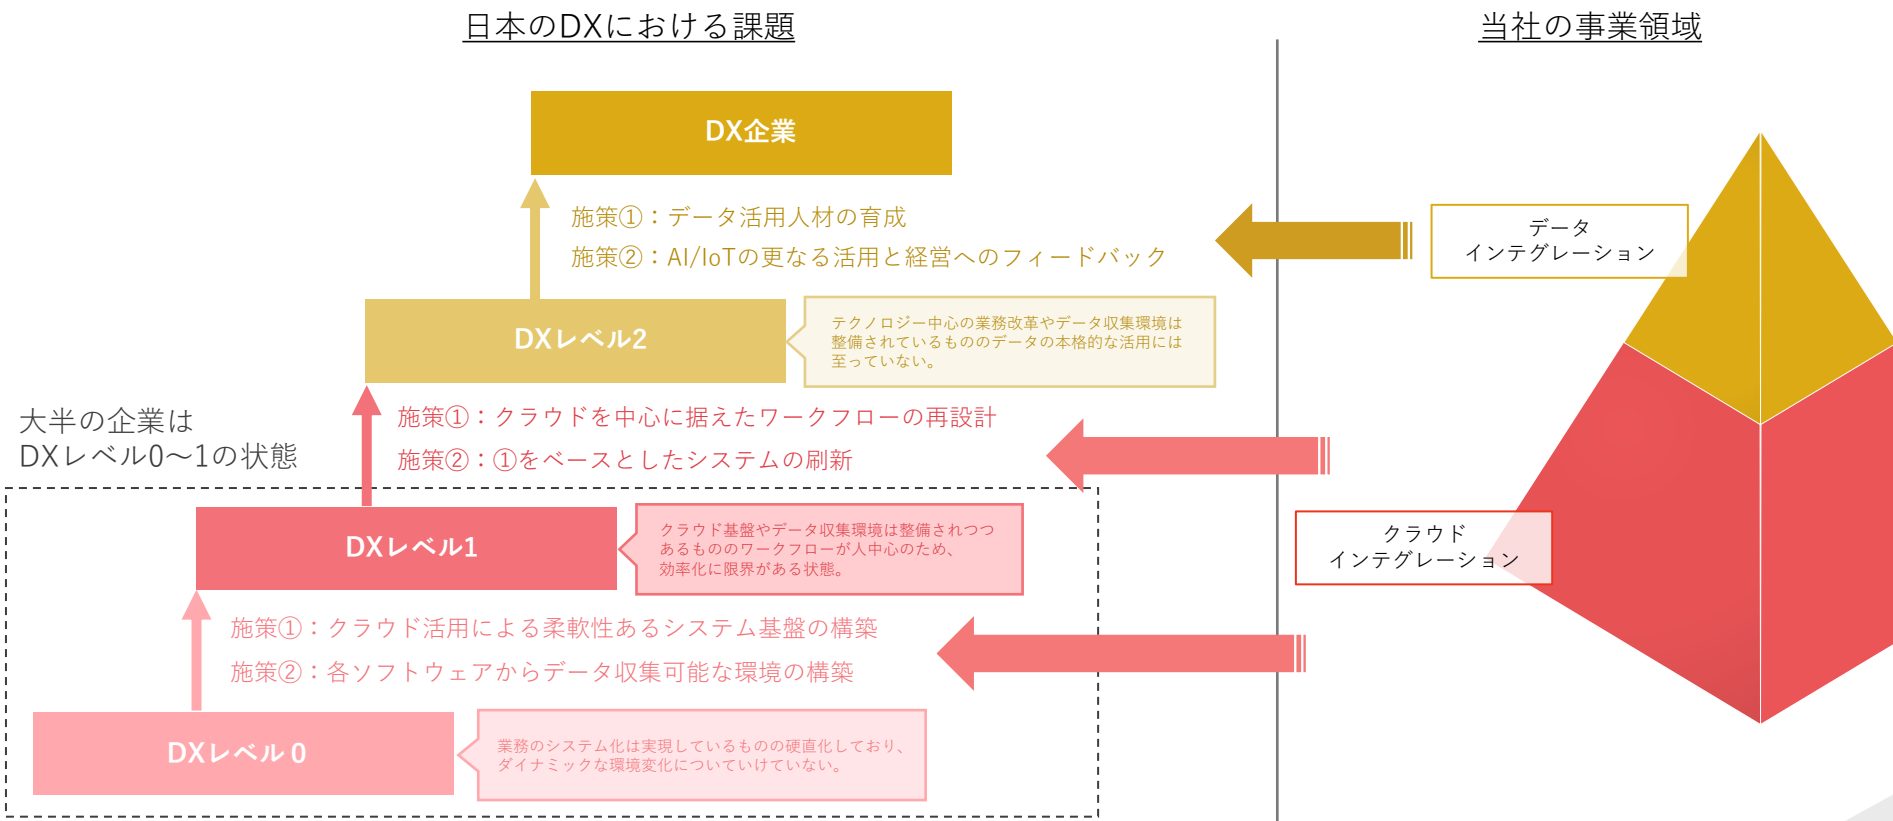 日本のDXにおける課題
当社の事業領域
DX企業
施策①：データ活用人材の育成
施策②：AI/IoTの更なる活用と経営へのフィードバック
データ
インテグレーション
DXレベル2
テクノロジー中心の業務改革やデータ収集環境は
整備されているもののデータの本格的な活用には
至っていない。
大半の企業は
DXレベル0～1の状態
施策①：クラウドを中心に据えたワークフローの再設計
施策②：①をベースとしたシステムの刷新
DXレベル1
クラウド基盤やデータ収集環境は整備されつつ
あるもののワークフローが人中心のため、
効率化に限界がある状態。
クラウド
インテグレーション
施策①：クラウド活用による柔軟性あるシステム基盤の構築
施策②：各ソフトウェアからデータ収集可能な環境の構築
DXレベル０
業務のシステム化は実現しているものの硬直化しており、
ダイナミックな環境変化についていけていない。